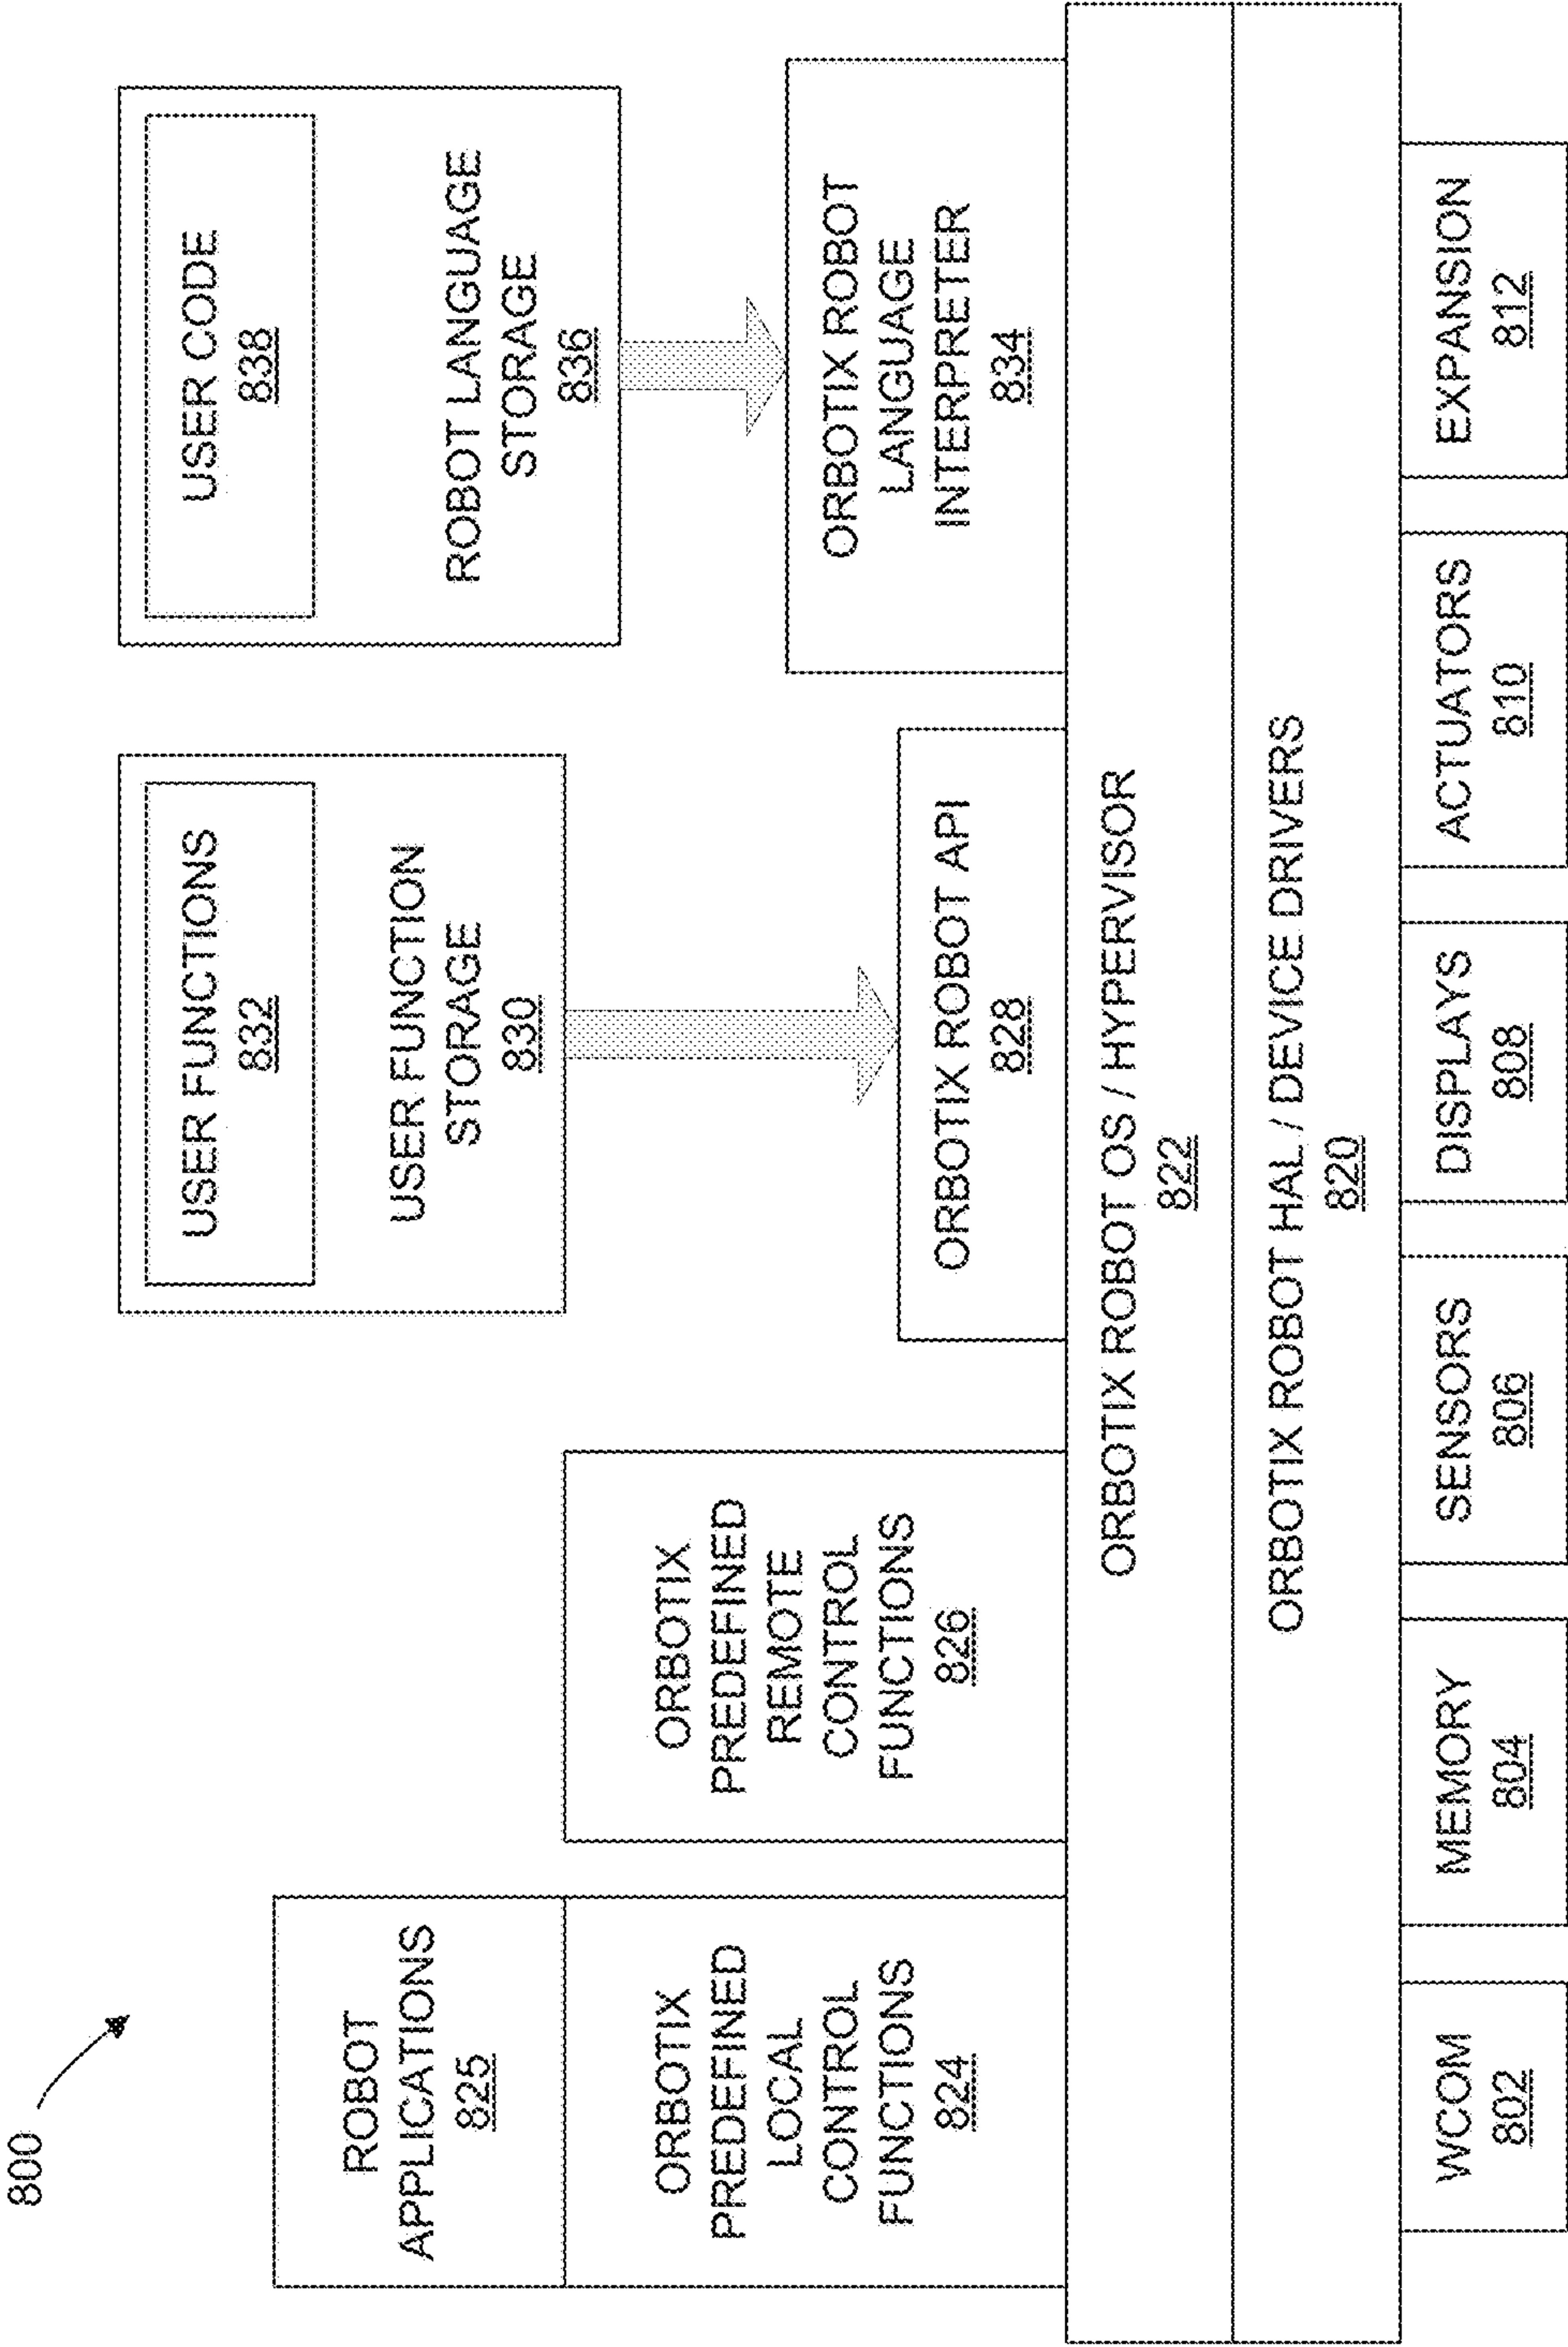 800
ROBOT
APPLICATIONS
825
ORBOTIX
PREDEFINED
LOCAL
CONTROL
FUNCTIONS
824
ORBOTIX
PREDEFINED
REMOTE
CONTROL
FUNCTIONS
826
USER FUNCTIONS
832
USER FUNCTION
STORAGE
830
ORBOTIX ROBOT API
828
USER CODE
838
ROBOT LANGUAGE
STORAGE
836
ORBOTIX ROBOT
LANGUAGE
INTERPRETER
834
ORBOTIX ROBOT OS / HYPERVISOR
822
ORBOTIX ROBOT HAL / DEVICE DRIVERS
820
WCOM
802
MEMORY
804
SENSORS
806
DISPLAYS
808
ACTUATORS
810
EXPANSION
812